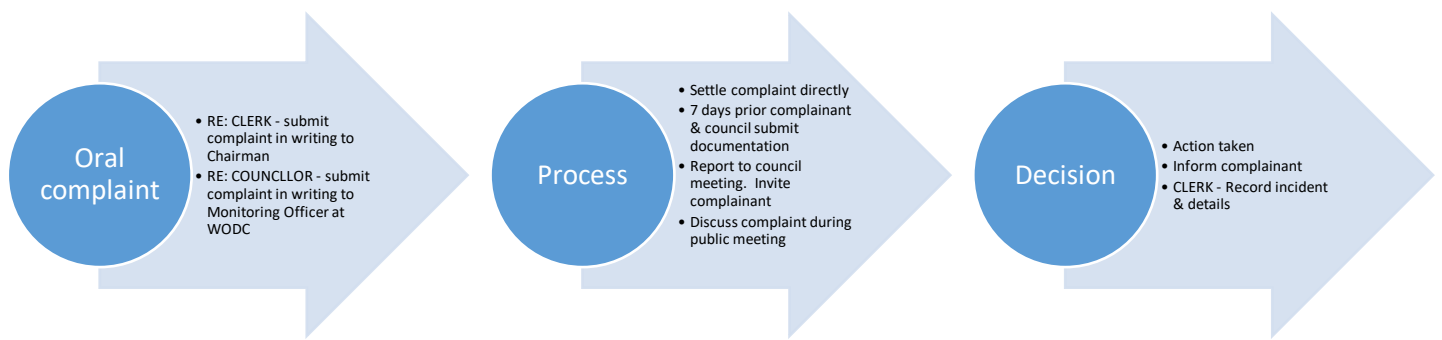 Oral
complaint
• RE: CLERK - submit
complaint in writing to
Chairman
• RE: COUNCLLOR - submit
complaint in writing to
Monitoring Officer at
WODC
Process
• Settle complaint directly
• 7 days prior complainant
& council submit
documentation
• Report to council
meeting. Invite
complainant
• Discuss complaint during
public meeting
Decision
• Action taken
• Inform complainant
• CLERK - Record incident
& details